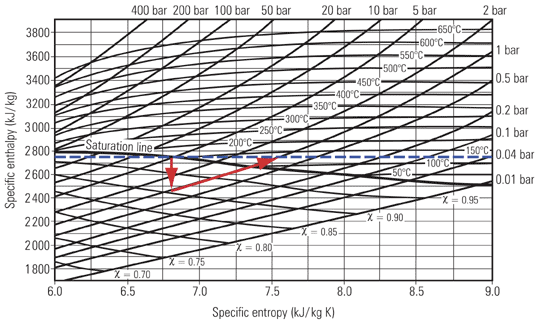 400 bar 200 bar 100 bar 50 bar 20 bar 10 bar 5 bar 2 bar
3800
3600
3400
3200
3000
2800
2600
2400
2200
2000
1800
Specific enthalpy (kJ/kg)
650°C
600°C
550°C
500°C
450°C
400°C
350°C
300°C
250°C
200°C
150°C
100°C
50°C
1 bar
0.5 bar
0.2 bar
0.1 bar
0.04 bar
0.01 bar
Saturation line
χ = 0.95
χ = 0.90
χ = 0.85
χ = 0.80
χ = 0.75
χ = 0.70
6.0 6.5 7.0 7.5 8.0 8.5 9.0
Specific entropy (kJ/kg K)